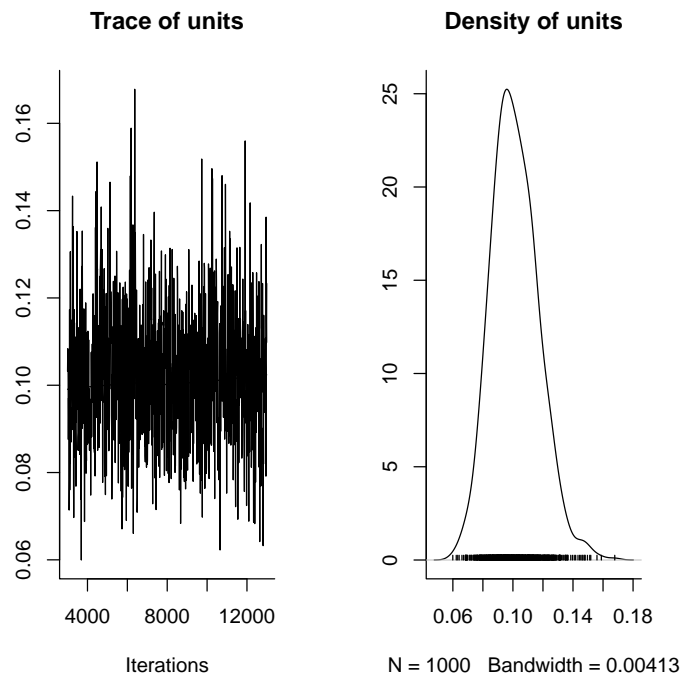 Trace of units
0.16
0.14
0.12
0.10
0.08
0.06
4000 8000 12000
Iterations
Density of units
25
20
15
10
5
0
0.06 0.10 0.14 0.18
N = 1000 Bandwidth = 0.00413